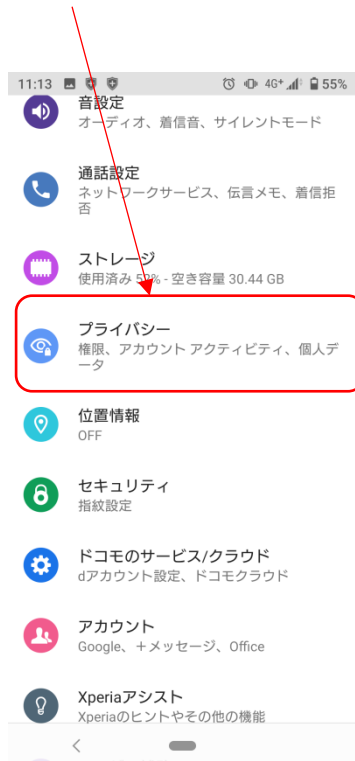 11:13 4G+ 55%
音設定
オーディオ、着信音、サイレントモード
通話設定
ネットワークサービス、伝言メモ、着信拒
否
ストレージ
使用済み 52% - 空き容量 30.44 GB
プライバシー
権限、アカウント アクティビティ、個人デ
ータ
位置情報
OFF
セキュリティ
指紋設定
ドコモのサービス/クラウド
dアカウント設定、ドコモクラウド
アカウント
Google、＋メッセージ、Office
Xperiaアシスト
Xperiaのヒントやその他の機能